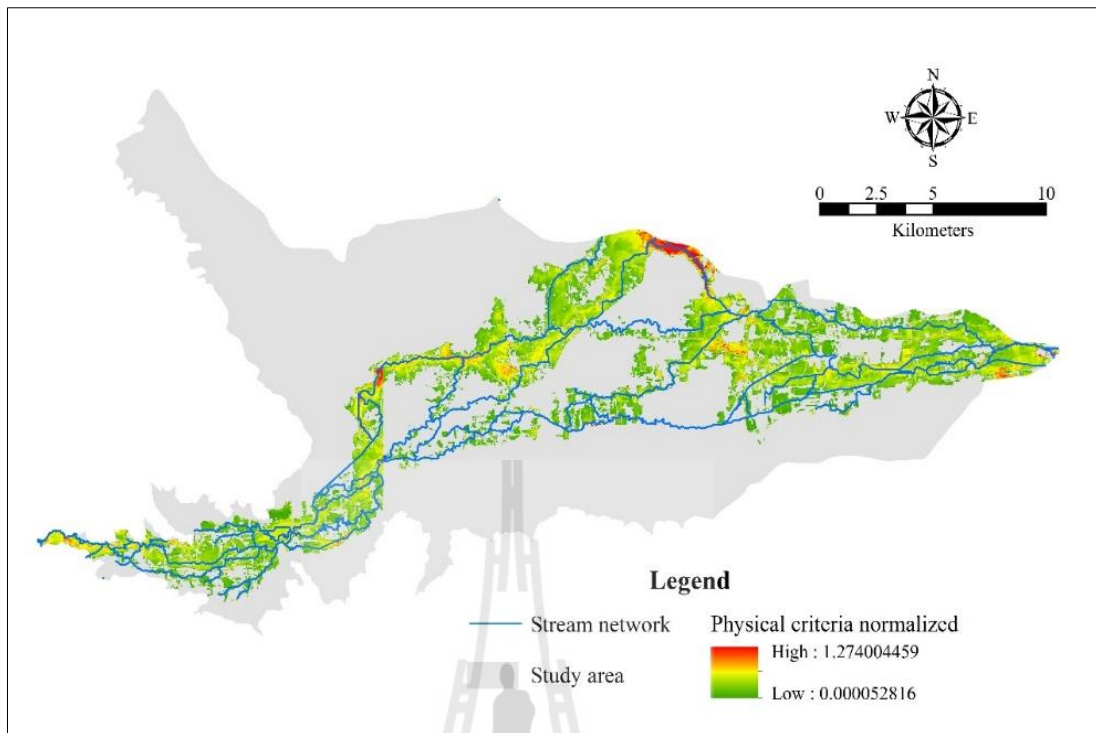 N
W E
S
0 2.5 5 10
Kilometers
Legend
Stream network
Study area
Physical criteria normalized
High : 1.274004459
Low : 0.000052816